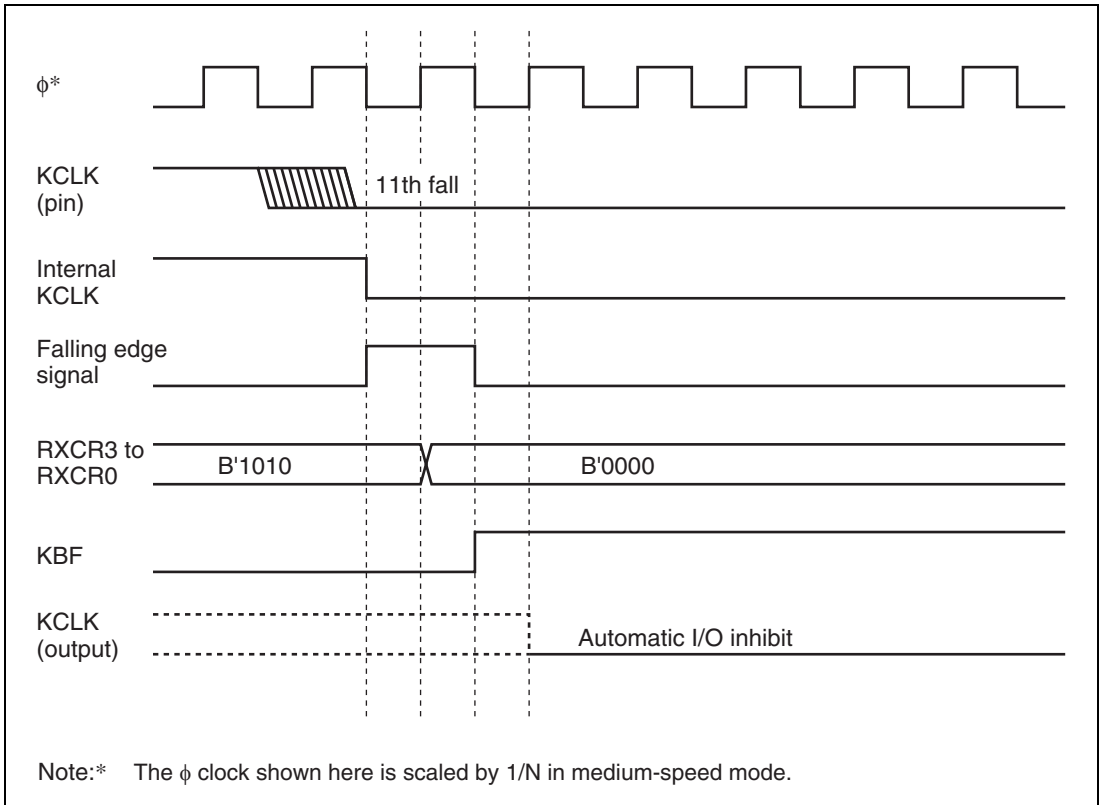 ϕ*
KCLK
(pin)
11th fall
Internal
KCLK
Falling edge
signal
RXCR3 to
RXCR0
B'1010
B'0000
KBF
KCLK
(output)
Automatic I/O inhibit
Note:* The ϕ clock shown here is scaled by 1/N in medium-speed mode.